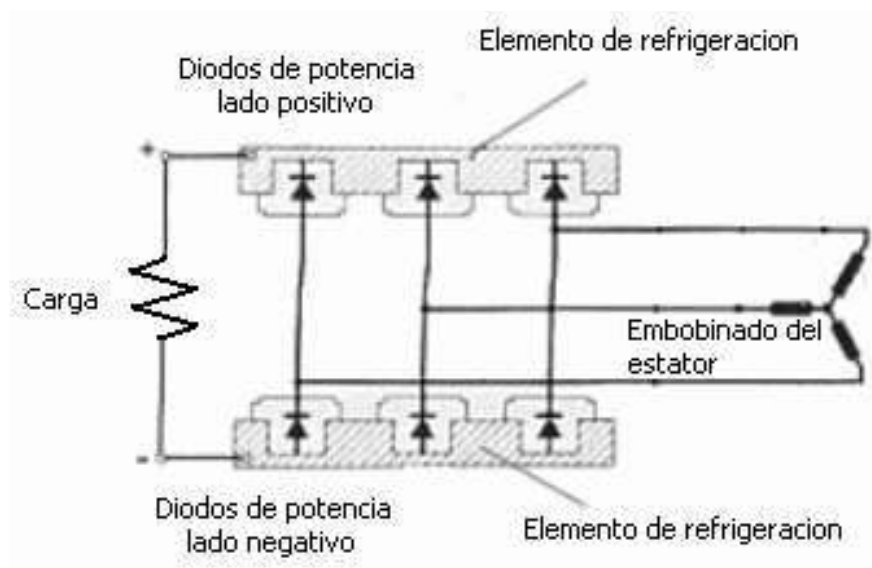 Elemento de refrigeracion
Diodos de potencia
lado positivo
+
Carga
Embobinado del
estator
-
Diodos de potencia
lado negativo
Elemento de refrigeracion